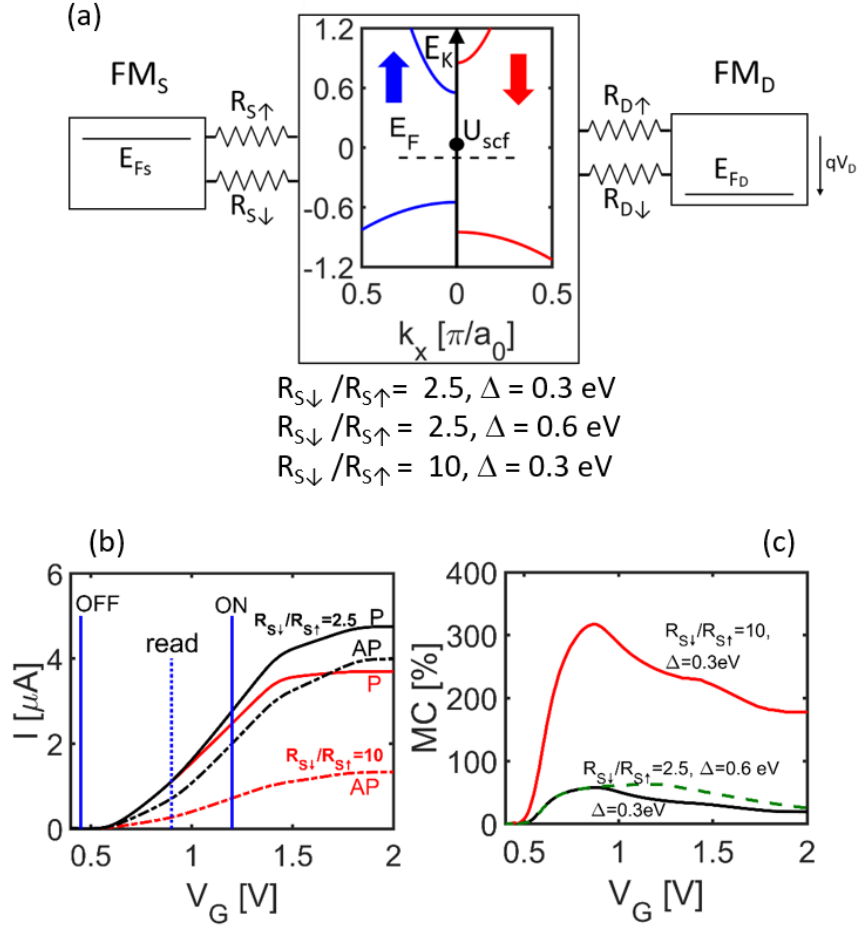 (a)
FM_S
R_S↑
R_S↓
E_Fs
1.2
0.6
0
-0.6
-1.2
E_K
E_F
U_scf
0.5 0 0.5
k_x [π/a_0]
R_D↑
R_D↓
FM_D
E_FD
qV_D
R_S↓ /R_S↑ = 2.5, Δ = 0.3 eV
R_S↓ /R_S↑ = 2.5, Δ = 0.6 eV
R_S↓ /R_S↑ = 10, Δ = 0.3 eV
(b)
I [μA]
6
4
2
0
OFF
read
ON
R_S↓/R_S↑=2.5
P
AP
P
R_S↓/R_S↑=10
AP
0.5 1 1.5 2
V_G [V]
(c)
MC [%]
400
300
200
100
0
R_S↓/R_S↑=10,
Δ=0.3eV
R_S↓/R_S↑=2.5, Δ=0.6 eV
Δ=0.3eV
0.5 1 1.5 2
V_G [V]